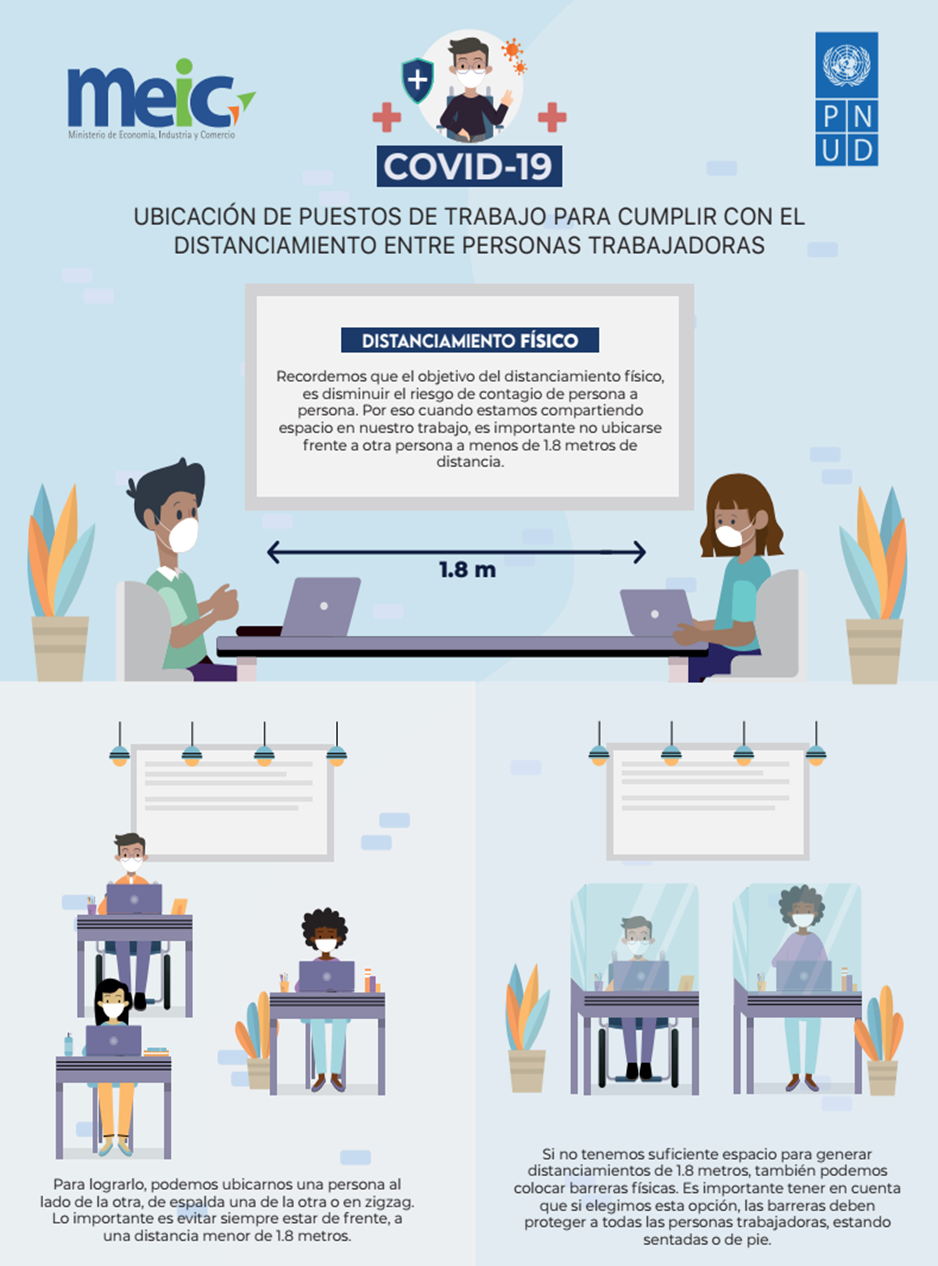 meic
Ministerio de Economía, Industria y Comercio
PN
UD
COVID-19
UBICACIÓN DE PUESTOS DE TRABAJO PARA CUMPLIR CON EL
DISTANCIAMIENTO ENTRE PERSONAS TRABAJADORAS
DISTANCIAMIENTO FÍSICO
Recordemos que el objetivo del distanciamiento físico,
es disminuir el riesgo de contagio de persona a
persona. Por eso cuando estamos compartiendo
espacio en nuestro trabajo, es importante no ubicarse
frente a otra persona a menos de 1.8 metros de
distancia.
1.8 m
Para lograrlo, podemos ubicarnos una persona al
lado de la otra, de espalda una de la otra o en zigzag.
Lo importante es evitar siempre estar de frente, a
una distancia menor de 1.8 metros.
Si no tenemos suficiente espacio para generar
distanciamientos de 1.8 metros, también podemos
colocar barreras físicas. Es importante tener en cuenta
que si elegimos esta opción, las barreras deben
proteger a todas las personas trabajadoras, estando
sentadas o de pie.